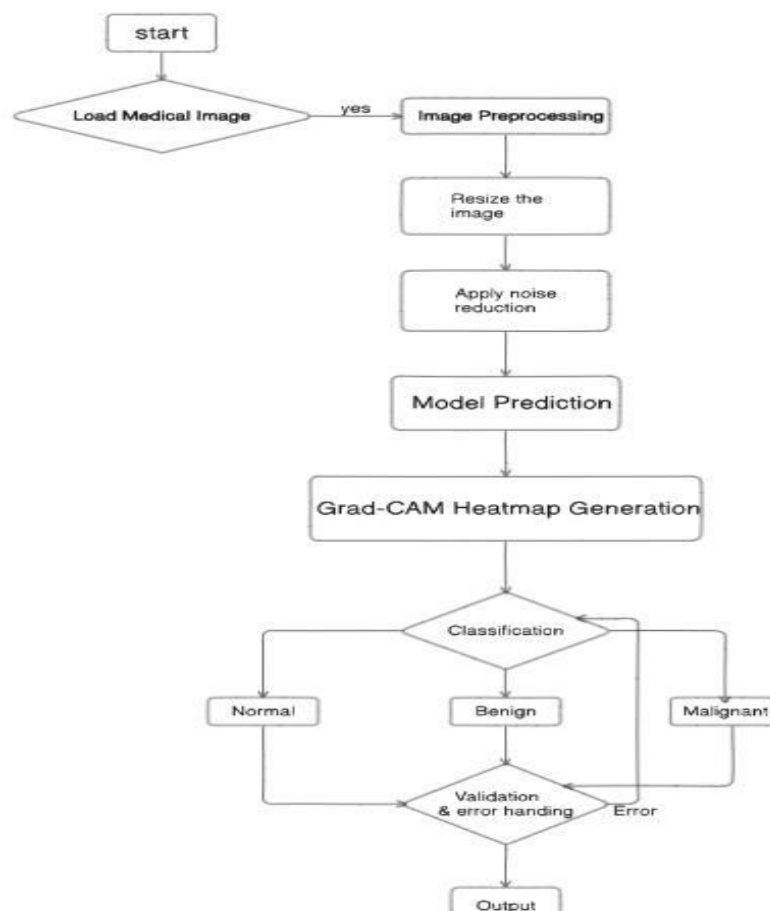 start
Load Medical Image
yes
Image Preprocessing
Resize the
image
Apply noise
reduction
Model Prediction
Grad-CAM Heatmap Generation
Classification
Normal
Benign
Malignant
Validation
& error handing
Error
Output